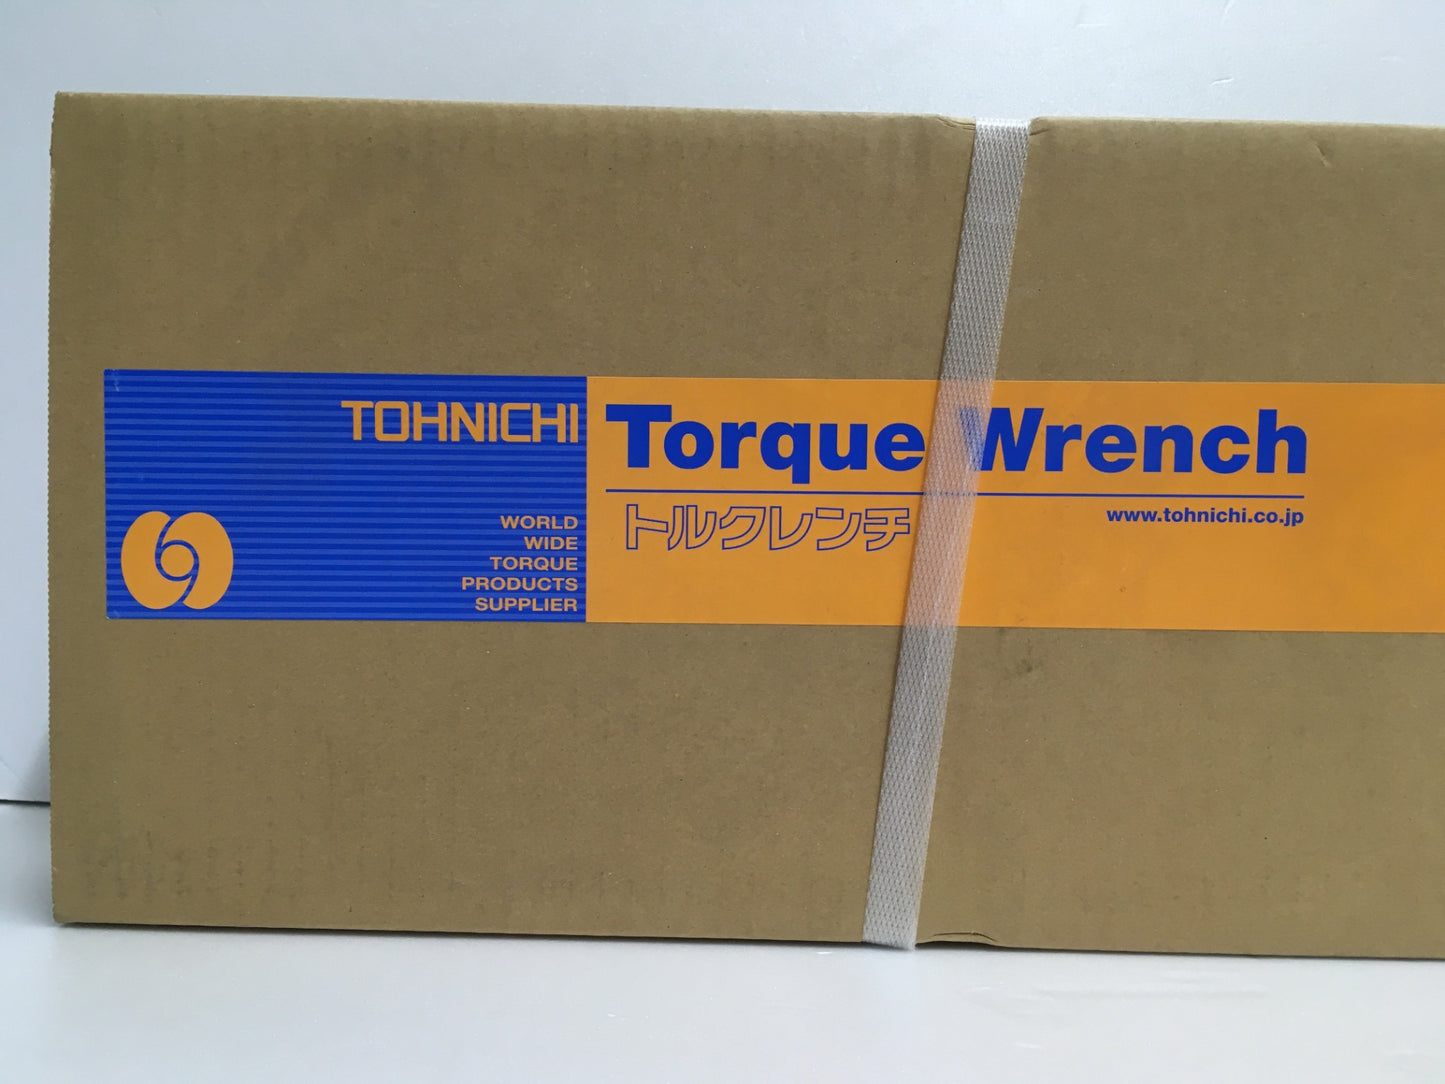 TOHNICHI
WORLD
WIDE
TORQUE
PRODUCTS
SUPPLIER
Torque Wrench
トルクレンチ
www.tohnichi.co.jp